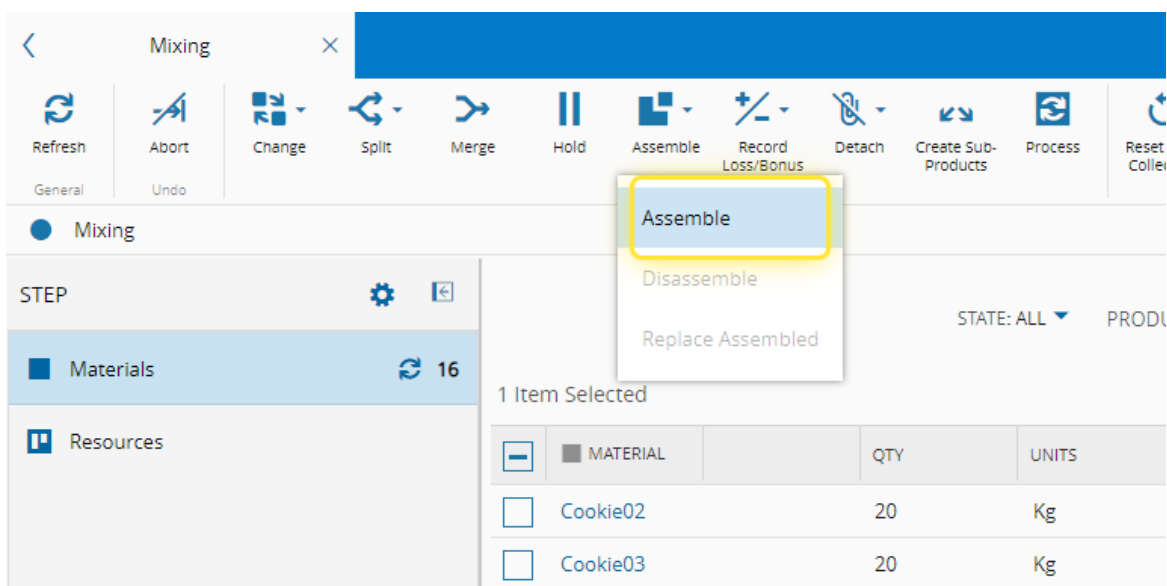 Mixing
Refresh
Abort
Change
Split
Merge
Hold
Assemble
Record
Loss/Bonus
Detach
Create Sub-
Products
Process
Reset
General
Undo
Mixing
Assemble
Disassemble
Replace Assembled
STEP
Materials
16
Resources
STATE: ALL
1 Item Selected
MATERIAL
QTY
UNITS
Cookie02
20
Kg
Cookie03
20
Kg